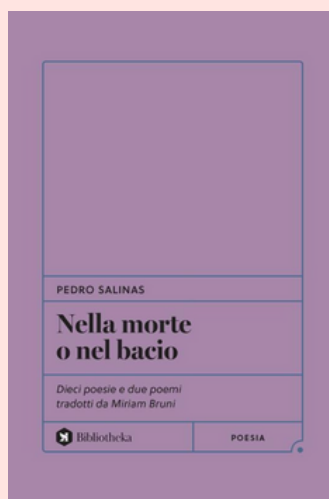 PEDRO SALINAS
Nella morte
o nel bacio
Dieci poesie e due poemi
tradotti da Miriam Bruni
Bibliotheka
POESIA